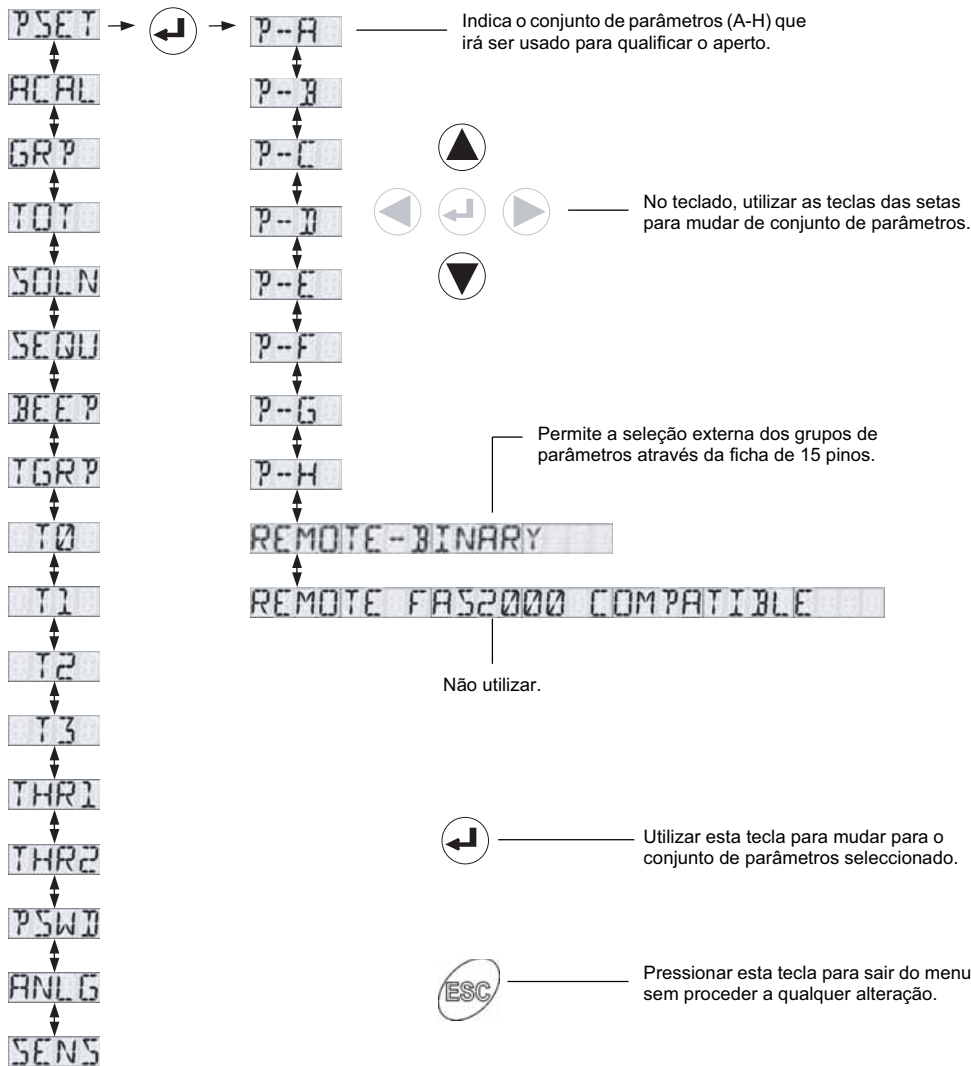 PSET
P-A
Indica o conjunto de parâmetros (A-H) que
irá ser usado para qualificar o aperto.
ACAL
P-B
GRP
P-C
TOT
P-D
No teclado, utilizar as teclas das setas
para mudar de conjunto de parâmetros.
SOLN
P-E
SEQU
P-F
BEEP
P-G
TGRP
P-H
Permite a seleção externa dos grupos de
parâmetros através da ficha de 15 pinos.
T0
REMOTE-BINARY
T1
REMOTE FAS2000 COMPATIBLE
T2
Não utilizar.
T3
THR1
THR2
Utilizar esta tecla para mudar para o
conjunto de parâmetros seleccionado.
PSWD
ANLG
ESC
Pressionar esta tecla para sair do menu
sem proceder a qualquer alteração.
SENS